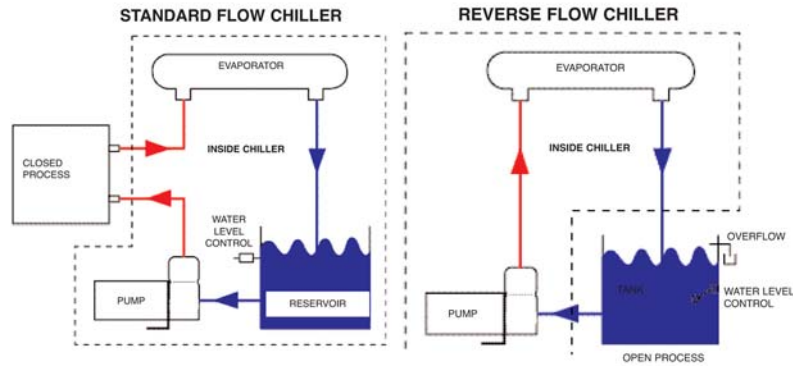 STANDARD FLOW CHILLER
EVAPORATOR
INSIDE CHILLER
CLOSED
PROCESS
WATER
LEVEL
CONTROL
PUMP
RESERVOIR
REVERSE FLOW CHILLER
EVAPORATOR
INSIDE CHILLER
OVERFLOW
TANK
WATER LEVEL
CONTROL
PUMP
OPEN PROCESS